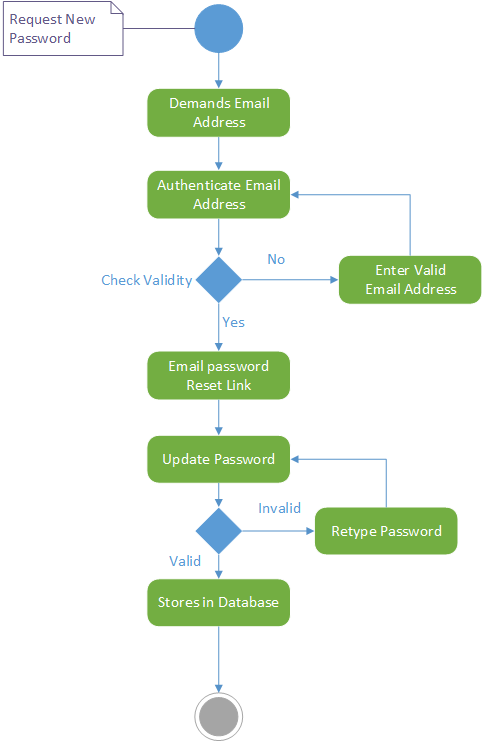 Request New
Password
Demands Email
Address
Authenticate Email
Address
Check Validity
No
Enter Valid
Email Address
Yes
Email password
Reset Link
Update Password
Invalid
Retype Password
Valid
Stores in Database